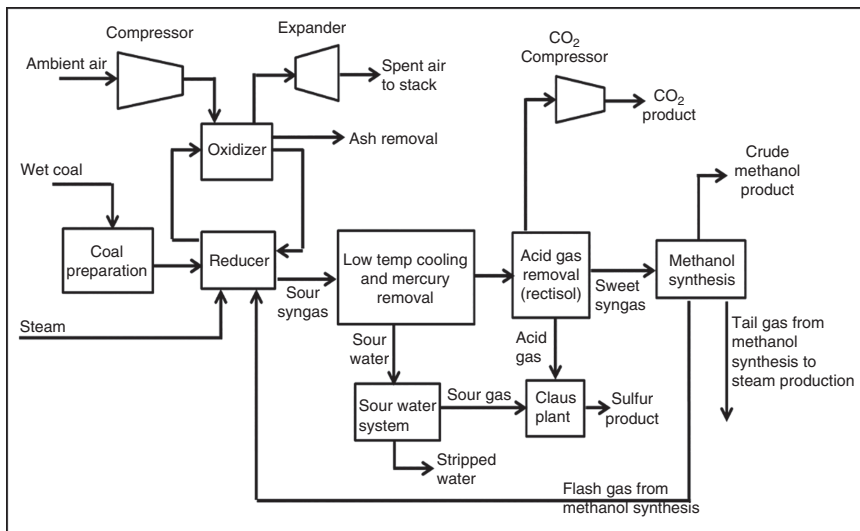 Compressor
Ambient air
Expander
Spent air
to stack
CO2
Compressor
CO2
product
Oxidizer
Ash removal
Wet coal
Crude
methanol
product
Coal
preparation
Reducer
Sour
syngas
Low temp cooling
and mercury
removal
Acid gas
removal
(rectisol)
Sweet
syngas
Methanol
synthesis
Steam
Sour
water
Acid
gas
Tail gas from
methanol
synthesis to
steam production
Sour water
system
Sour gas
Claus
plant
Sulfur
product
Stripped
water
Flash gas from
methanol synthesis